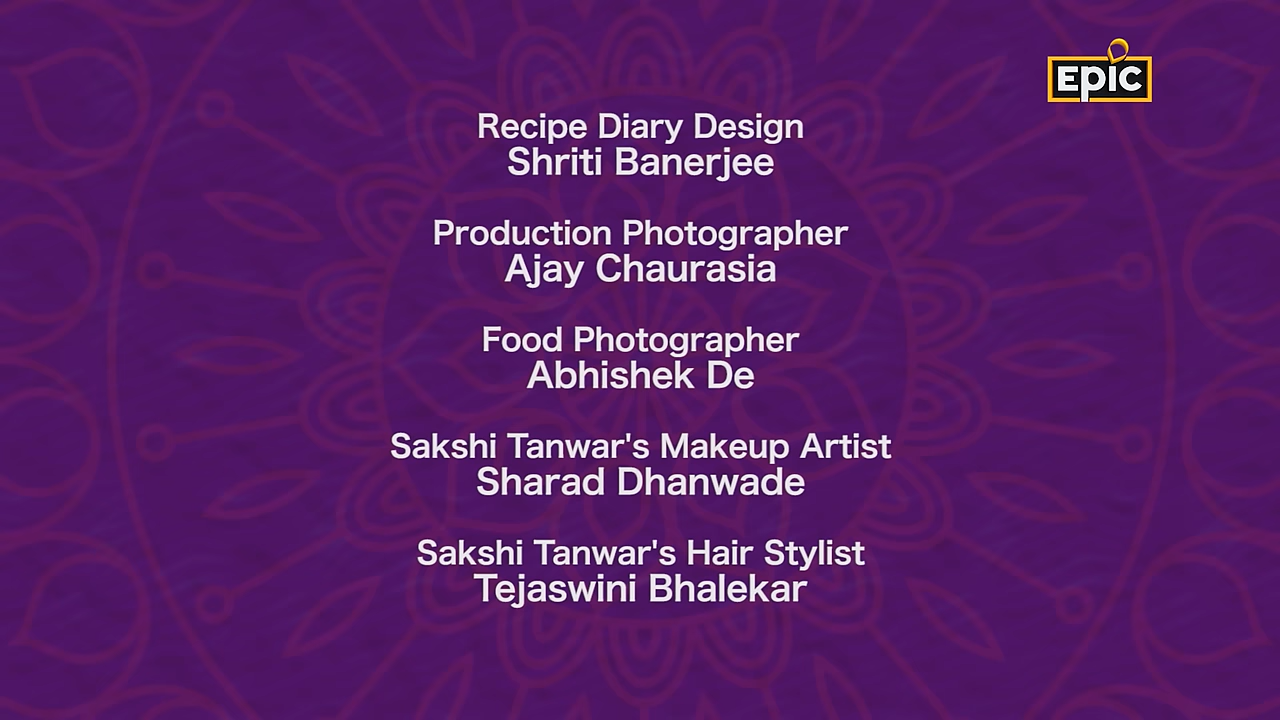 EPIC
Recipe Diary Design
Shriti Banerjee
Production Photographer
Ajay Chaurasia
Food Photographer
Abhishek De
Sakshi Tanwar's Makeup Artist
Sharad Dhanwade
Sakshi Tanwar's Hair Stylist
Tejaswini Bhalekar